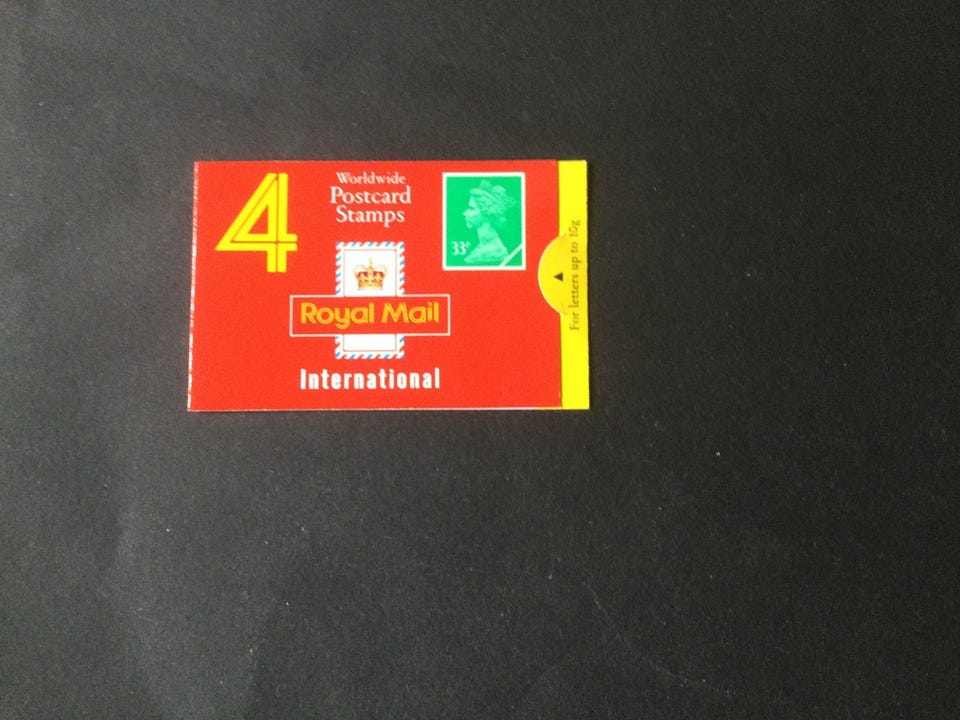 4
Worldwide
Postcard
Stamps
33P
Royal Mail
International
For letters up to 10g